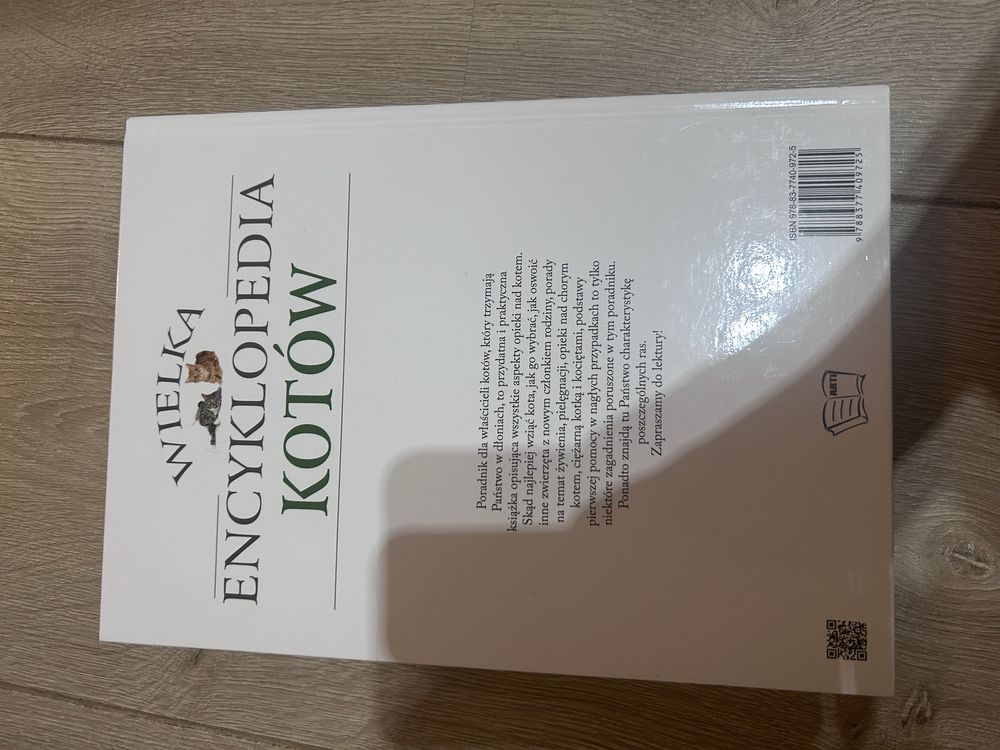 WIELKA
ENCYKLOPEDIA
KOTÓW
Poradnik dla właścicieli kotów, który trzymają
Państwo w dłoniach, to przydatna i praktyczna
książka opisująca wszystkie aspekty opieki nad kotem.
Skąd najlepiej wziąć kota, jak go wybrać, jak oswoić
inne zwierzęta z nowym członkiem rodziny, porady
na temat żywienia, pielęgnacji, opieki nad chorym
kotem, ciężarną kotką i kociętami, podstawy
pierwszej pomocy w nagłych przypadkach to tylko
niektóre zagadnienia poruszone w tym poradniku.
Ponadto znajdą tu Państwo charakterystykę
poszczególnych ras.
Zapraszamy do lektury!
ARTI
ISBN 978-83-7740-972-5
9 788377 409725